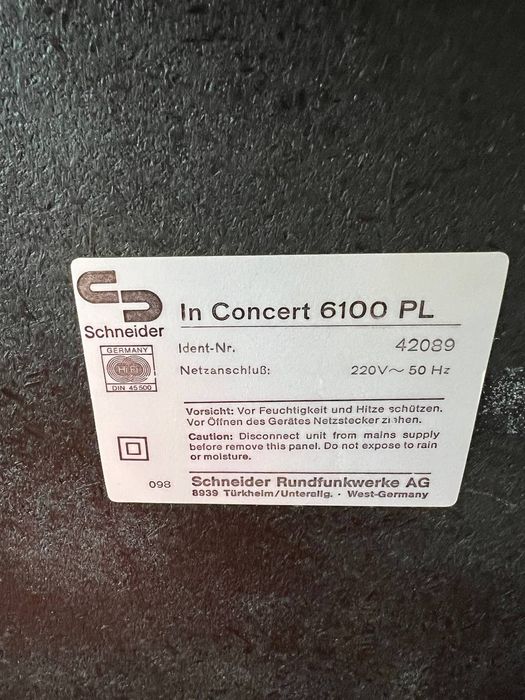 In Concert 6100 PL
Schneider
Ident-Nr. 42089
GERMANY
HiFi
DIN 45500
Netzanschluß: 220V~ 50 Hz
Vorsicht: Vor Feuchtigkeit und Hitze schützen.
Vor Öffnen des Gerätes Netzstecker ziehen.
Caution: Disconnect unit from mains supply
before remove this panel. Do not expose to rain
or moisture.
098
Schneider Rundfunkwerke AG
8939 Türkheim/Unterallg. · West-Germany